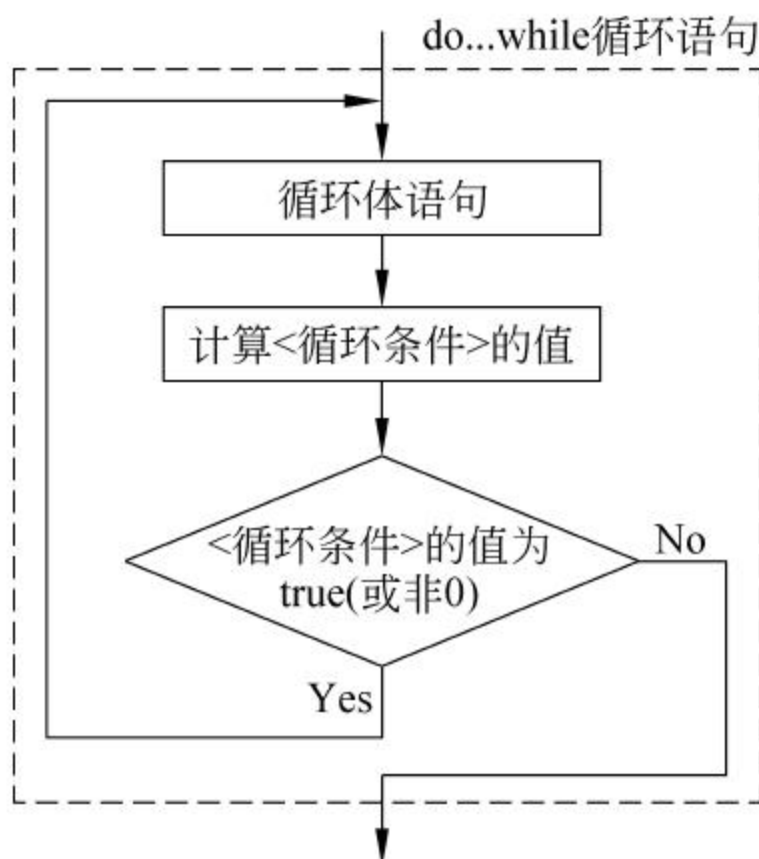 do...while循环语句
循环体语句
计算<循环条件>的值
<循环条件>的值为
true(或非0)
No
Yes